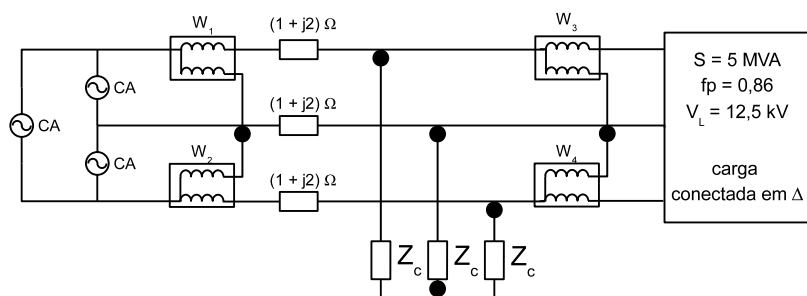 W1
(1 + j2) Ω
W3
CA
CA
(1 + j2) Ω
CA
W2
(1 + j2) Ω
W4
S = 5 MVA
fp = 0,86
VL = 12,5 kV
carga
conectada em Δ
Zc
Zc
Zc